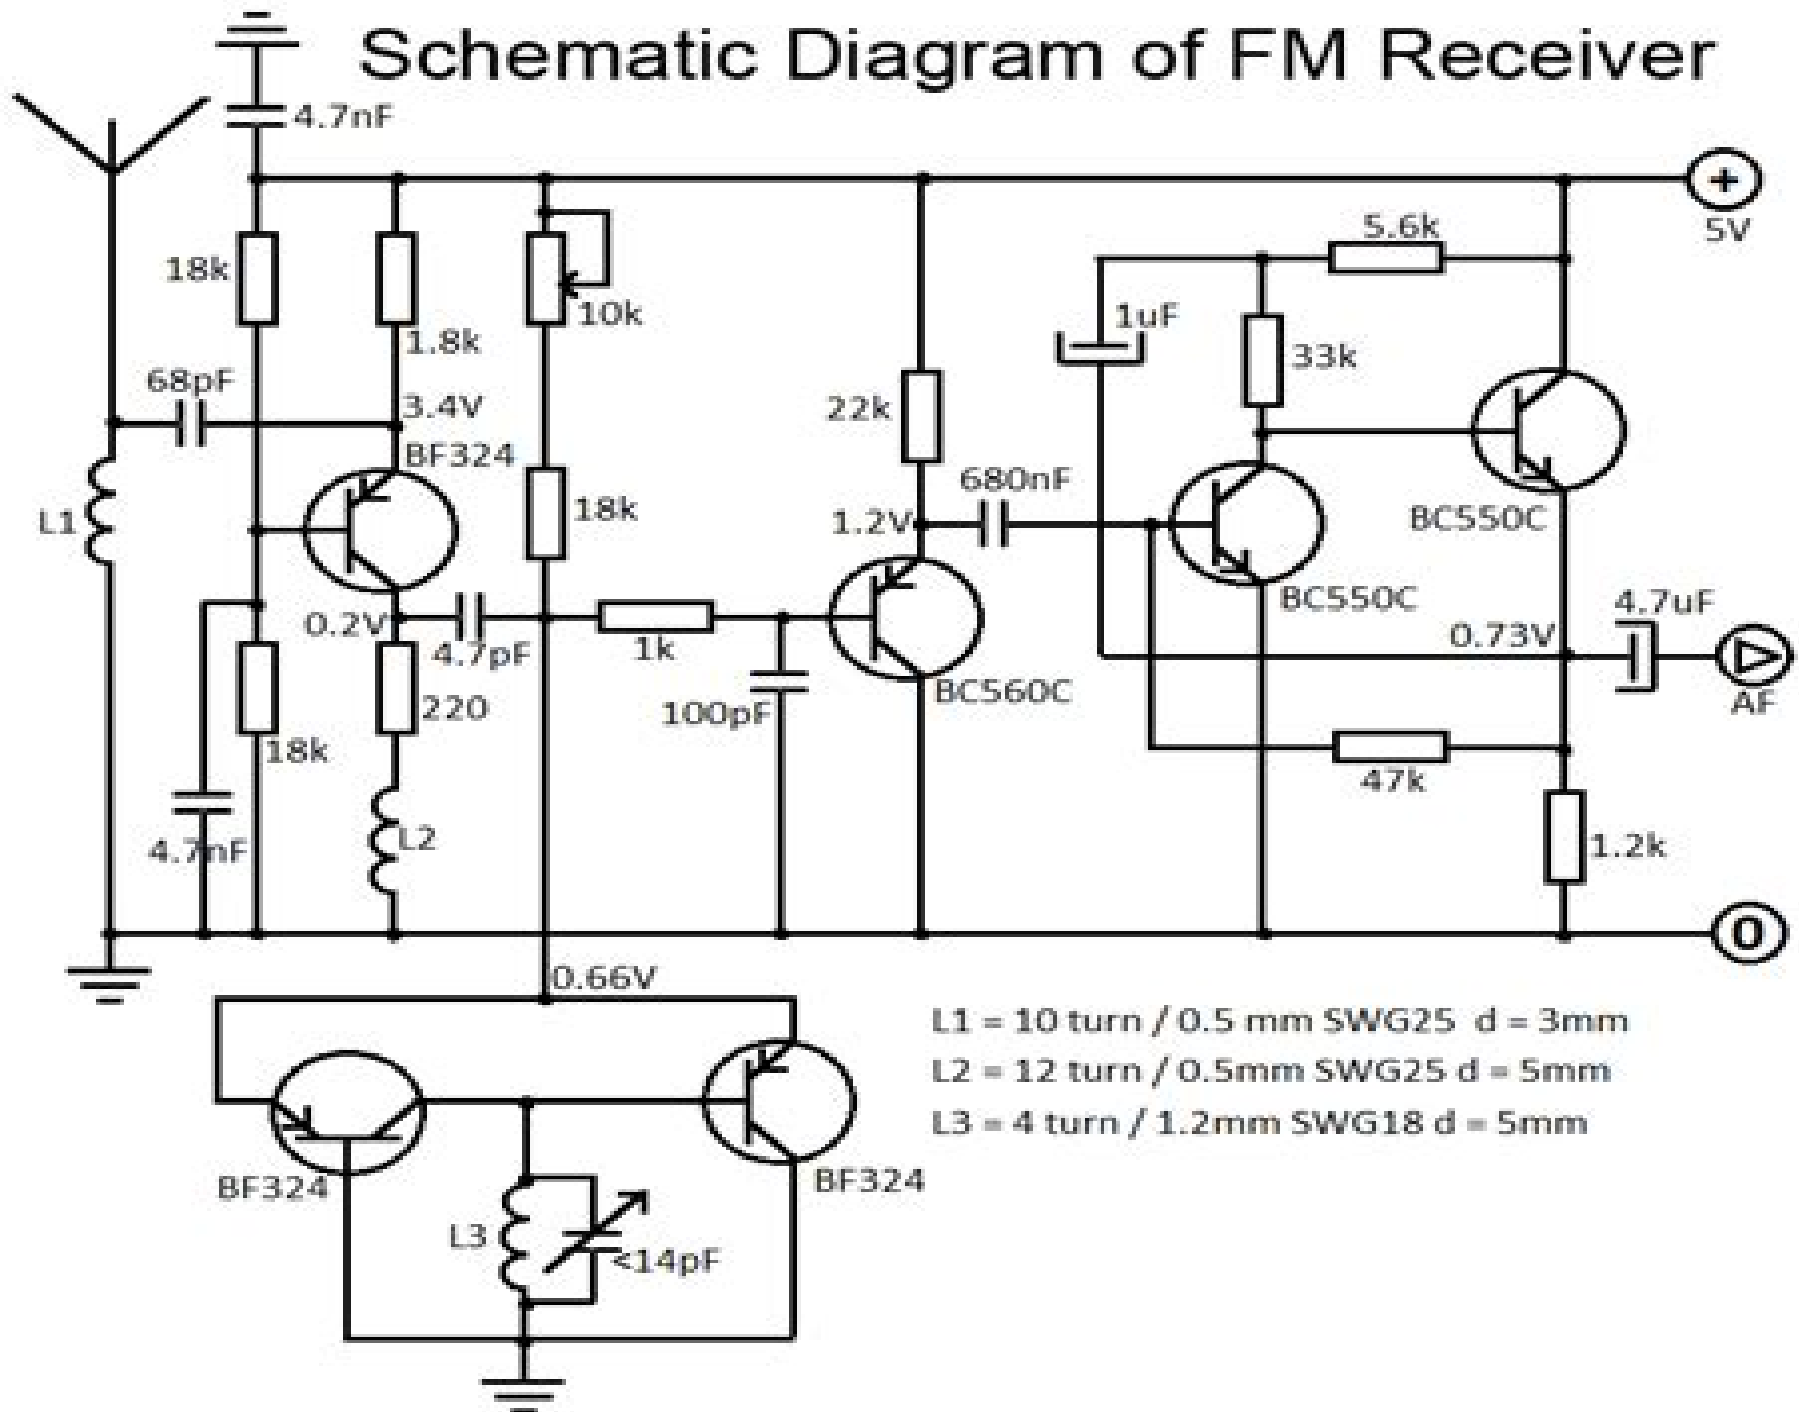 Schematic Diagram of FM Receiver
4.7nF
+
5V
5.6k
18k
10k
1uF
1.8k
33k
68pF
3.4V
22k
BF324
680nF
L1
18k
1.2V
BC550C
BC550C
4.7uF
0.2V
0.73V
4.7pF
1k
BC560C
AF
220
100pF
18k
47k
L2
4.7nF
1.2k
0
0.66V
L1 = 10 turn / 0.5 mm SWG25 d = 3mm
L2 = 12 turn / 0.5mm SWG25 d = 5mm
L3 = 4 turn / 1.2mm SWG18 d = 5mm
BF324
BF324
L3
<14pF